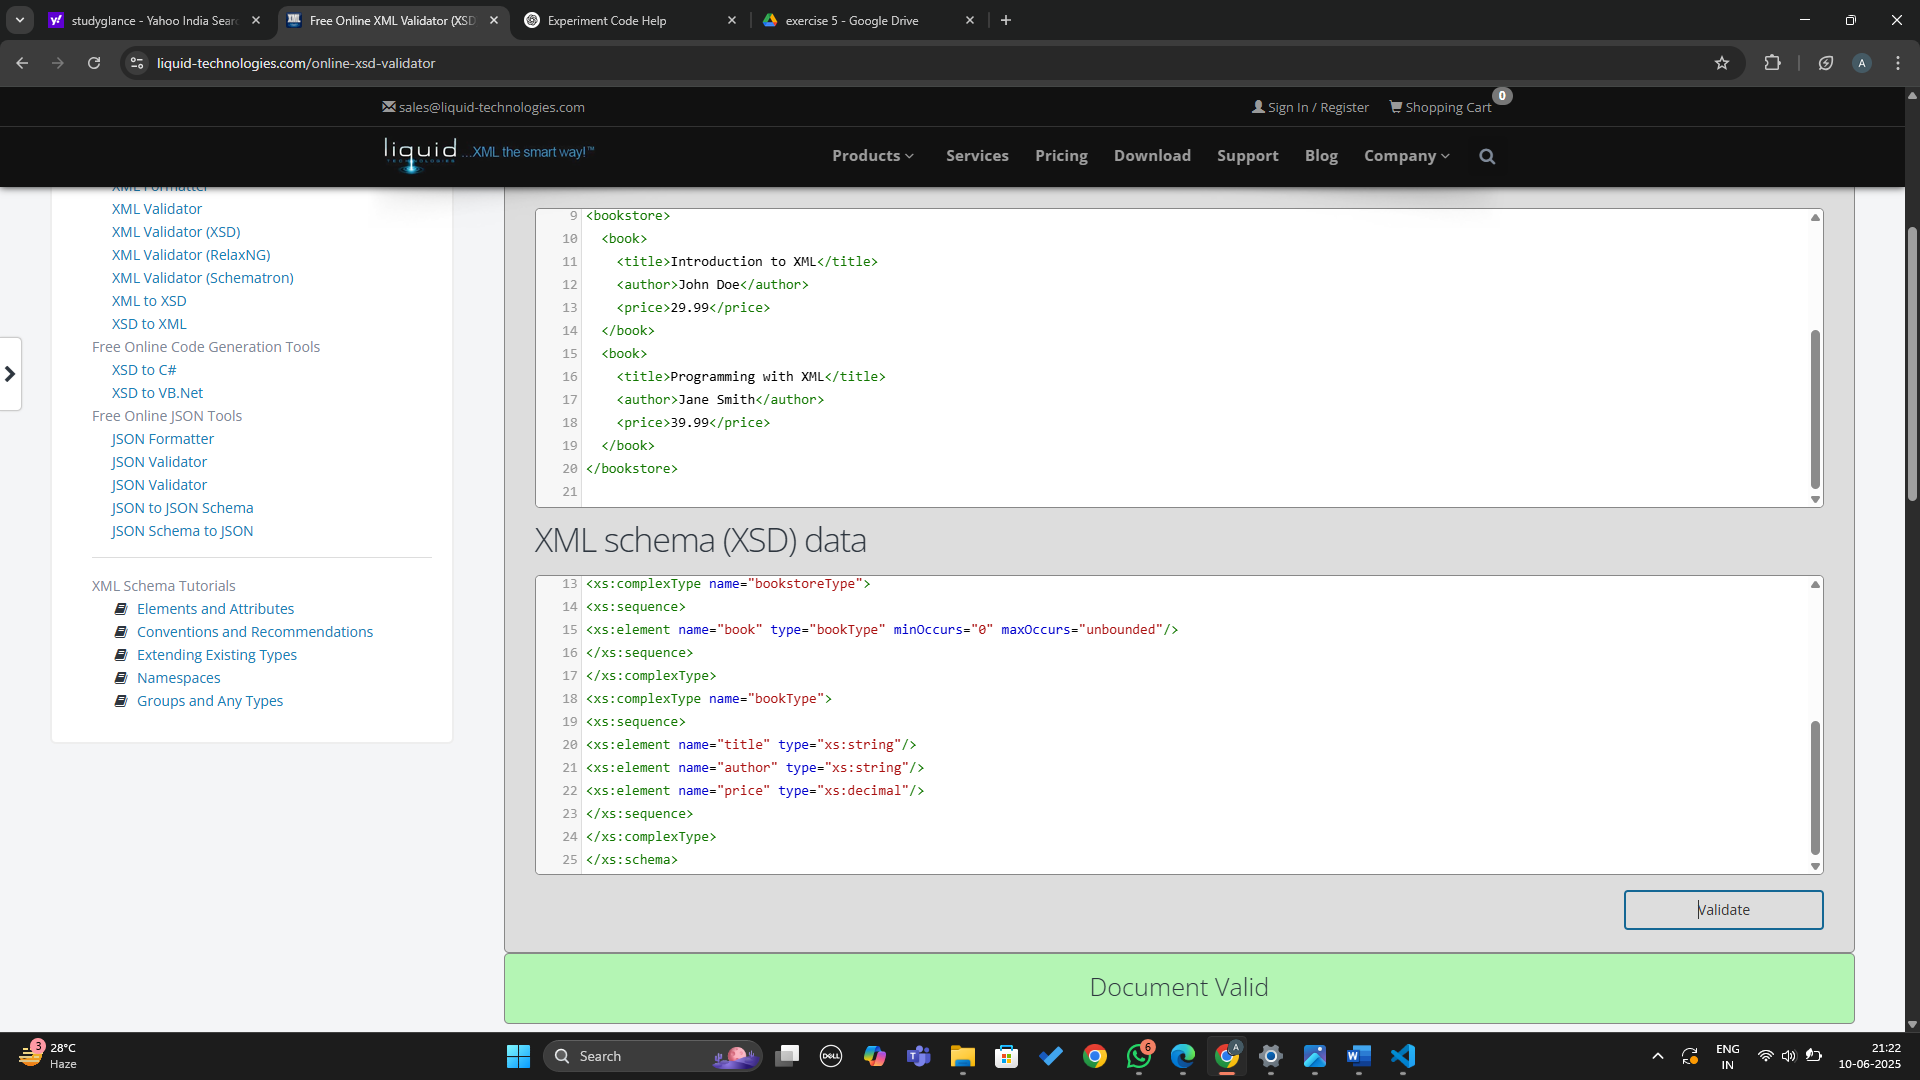 studyglance - Yahoo India Sear
Free Online XML Validator (XSD
Experiment Code Help
exercise 5 - Google Drive
liquid-technologies.com/online-xsd-validator
A
sales@liquid-technologies.com
Sign In / Register
Shopping Cart
0
liquid
TECHNOLOGIES
...XML the smart way!™
Products
Services
Pricing
Download
Support
Blog
Company
XML Formatter
XML Validator
XML Validator (XSD)
XML Validator (RelaxNG)
XML Validator (Schematron)
XML to XSD
XSD to XML
Free Online Code Generation Tools
XSD to C#
XSD to VB.Net
Free Online JSON Tools
JSON Formatter
JSON Validator
JSON Validator
JSON to JSON Schema
JSON Schema to JSON
XML Schema Tutorials
Elements and Attributes
Conventions and Recommendations
Extending Existing Types
Namespaces
Groups and Any Types
9 <bookstore>
10 <book>
11 <title>Introduction to XML</title>
12 <author>John Doe</author>
13 <price>29.99</price>
14 </book>
15 <book>
16 <title>Programming with XML</title>
17 <author>Jane Smith</author>
18 <price>39.99</price>
19 </book>
20 </bookstore>
21
XML schema (XSD) data
13 <xs:complexType name="bookstoreType">
14 <xs:sequence>
15 <xs:element name="book" type="bookType" minOccurs="0" maxOccurs="unbounded"/>
16 </xs:sequence>
17 </xs:complexType>
18 <xs:complexType name="bookType">
19 <xs:sequence>
20 <xs:element name="title" type="xs:string"/>
21 <xs:element name="author" type="xs:string"/>
22 <xs:element name="price" type="xs:decimal"/>
23 </xs:sequence>
24 </xs:complexType>
25 </xs:schema>
Validate
Document Valid
3
28°C
Haze
Search
DELL
6
A
ENG
IN
21:22
10-06-2025